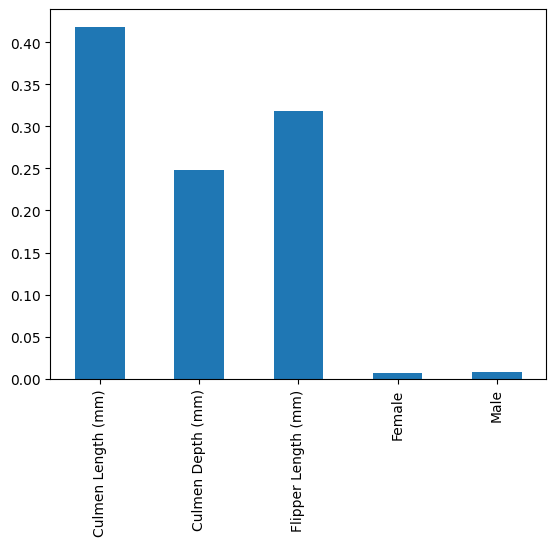 0.40
0.35
0.30
0.25
0.20
0.15
0.10
0.05
0.00
Culmen Length (mm)
Culmen Depth (mm)
Flipper Length (mm)
Female
Male